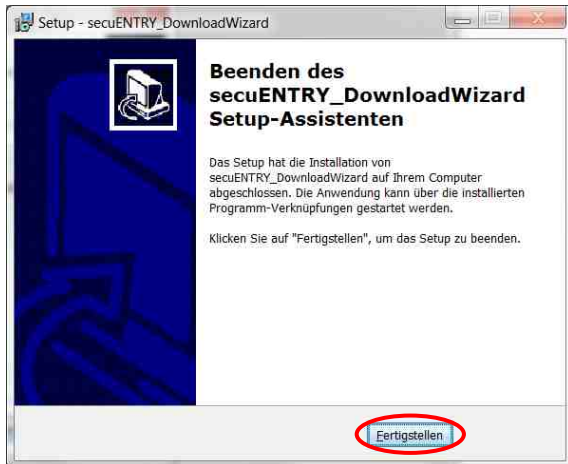 Setup - secuENTRY_DownloadWizard
Beenden des
secuENTRY_DownloadWizard
Setup-Assistenten
Das Setup hat die Installation von
secuENTRY_DownloadWizard auf Ihrem Computer
abgeschlossen. Die Anwendung kann über die installierten
Programm-Verknüpfungen gestartet werden.
Klicken Sie auf "Fertigstellen", um das Setup zu beenden.
Fertigstellen